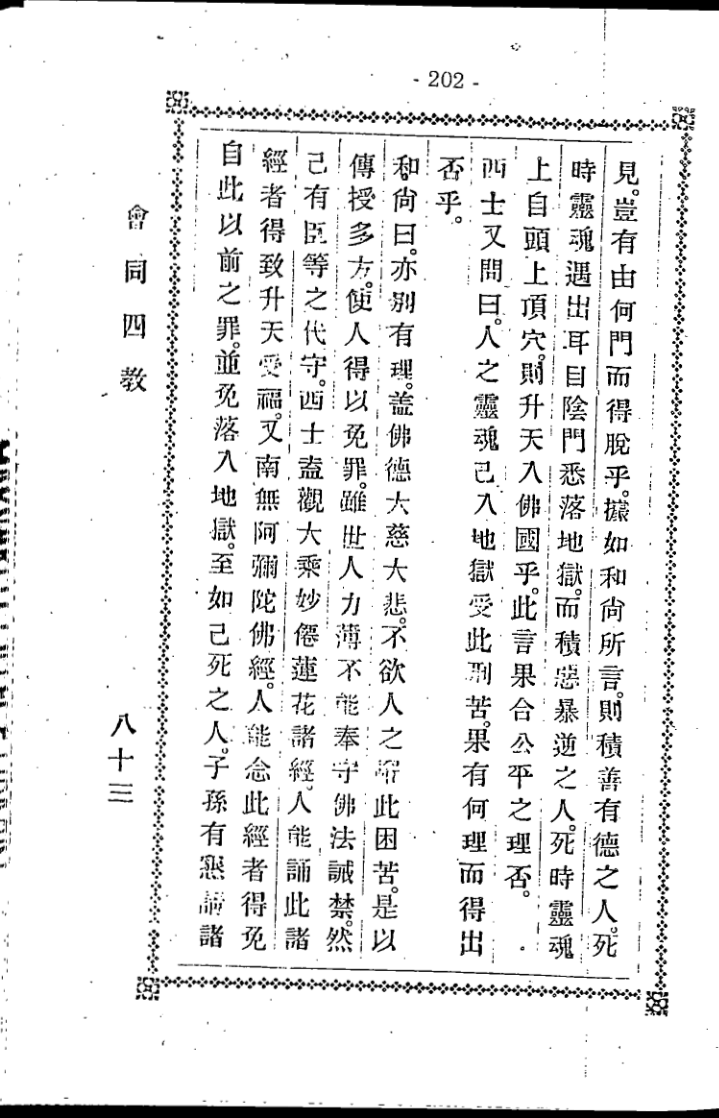 - 202 -
見。豈有由何門而得脫乎。據如和尙所言。則積善有德之人。死
時靈魂遇出耳目陰門悉落地獄。而積惡暴逆之人。死時靈魂
上自頭上頂穴。則升天入佛國乎。此言果合公平之理否。
西士又問曰。人之靈魂己入地獄受此刑苦。果有何理而得出
否乎。
和尙曰。亦別有理。蓋佛德大慈大悲。不欲人之罹此困苦。是以
傳授多方。使人得以免罪。雖世人力薄不能奉守佛法誡禁。然
己有臣等之代守。西士盍觀大乘妙僊蓮花諸經。人能誦此諸
經者得致升天受福。又南無阿彌陀佛經。人能念此經者得免
自此以前之罪。並免落入地獄。至如己死之人。子孫有懇請諸
會同四教
八十三